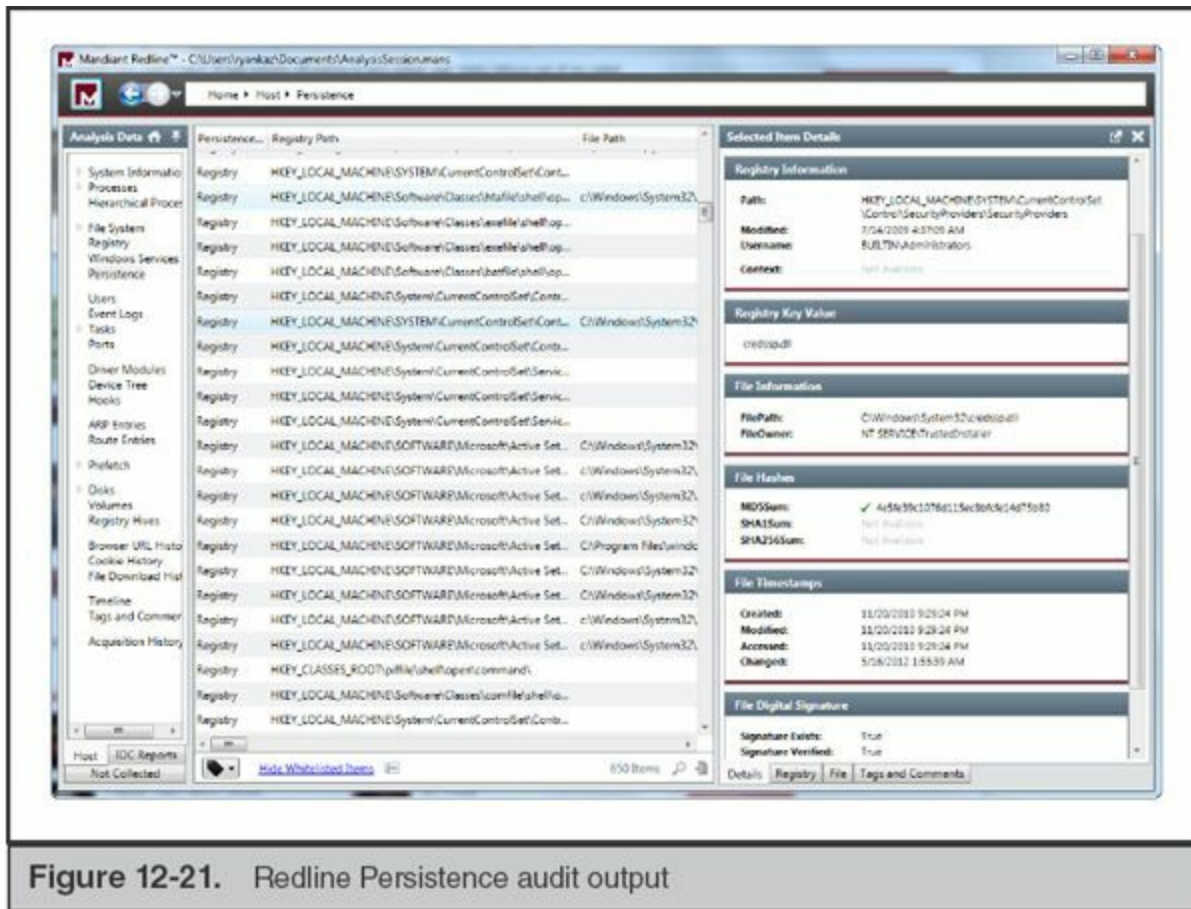 Mandiant Redline™ - C:\Users\ryankaz\Documents\AnalysisSession.mans
Home ▸ Host ▸ Persistence
Analysis Data
System Informatio
Processes
Hierarchical Proces
File System
Registry
Windows Services
Persistence
Users
Event Logs
Tasks
Ports
Driver Modules
Device Tree
Hooks
ARP Entries
Route Entries
Prefetch
Disks
Volumes
Registry Hives
Browser URL Histo
Cookie History
File Download Hist
Timeline
Tags and Commen
Acquisition History
Host IOC Reports
Not Collected
Persistence... Registry Path File Path
Registry HKEY_LOCAL_MACHINE\SYSTEM\CurrentControlSet\Cont...
Registry HKEY_LOCAL_MACHINE\Software\Classes\htafile\shell\op... c:\Windows\System32\
Registry HKEY_LOCAL_MACHINE\Software\Classes\exefile\shell\op...
Registry HKEY_LOCAL_MACHINE\Software\Classes\exefile\shell\op...
Registry HKEY_LOCAL_MACHINE\Software\Classes\batfile\shell\op...
Registry HKEY_LOCAL_MACHINE\System\CurrentControlSet\Contr...
Registry HKEY_LOCAL_MACHINE\SYSTEM\CurrentControlSet\Cont... C:\Windows\System32\
Registry HKEY_LOCAL_MACHINE\System\CurrentControlSet\Contr...
Registry HKEY_LOCAL_MACHINE\System\CurrentControlSet\Servic...
Registry HKEY_LOCAL_MACHINE\System\CurrentControlSet\Servic...
Registry HKEY_LOCAL_MACHINE\System\CurrentControlSet\Servic...
Registry HKEY_LOCAL_MACHINE\SOFTWARE\Microsoft\Active Set... C:\Windows\System32\
Registry HKEY_LOCAL_MACHINE\SOFTWARE\Microsoft\Active Set... C:\Windows\System32\
Registry HKEY_LOCAL_MACHINE\SOFTWARE\Microsoft\Active Set... C:\Windows\System32\
Registry HKEY_LOCAL_MACHINE\SOFTWARE\Microsoft\Active Set... C:\Windows\System32\
Registry HKEY_LOCAL_MACHINE\SOFTWARE\Microsoft\Active Set... C:\Program Files\windo
Registry HKEY_LOCAL_MACHINE\SOFTWARE\Microsoft\Active Set... C:\Windows\System32\
Registry HKEY_LOCAL_MACHINE\SOFTWARE\Microsoft\Active Set... C:\Windows\System32\
Registry HKEY_LOCAL_MACHINE\SOFTWARE\Microsoft\Active Set... c:\Windows\System32\
Registry HKEY_LOCAL_MACHINE\SOFTWARE\Microsoft\Active Set... c:\Windows\System32\
Registry HKEY_CLASSES_ROOT\piffile\shell\open\command\
Registry HKEY_LOCAL_MACHINE\Software\Classes\comfile\shell\o...
Registry HKEY_LOCAL_MACHINE\System\CurrentControlSet\Contr...
Hide Whitelisted Items 650 Items
Selected Item Details
Registry Information
Path: HKEY_LOCAL_MACHINE\SYSTEM\CurrentControlSet
\Control\SecurityProviders\SecurityProviders
Modified: 7/14/2009 4:37:09 AM
Username: BUILTIN\Administrators
Context: Not Available
Registry Key Value
credssp.dll
File Information
FilePath: C:\Windows\System32\credssp.dll
FileOwner: NT SERVICE\TrustedInstaller
File Hashes
MD5Sum:
SHA1Sum: Not Available
SHA256Sum: Not Available
File Timestamps
Created: 11/20/2010 9:29:24 PM
Modified: 11/20/2010 9:29:24 PM
Accessed: 11/20/2010 9:29:24 PM
Changed: 5/16/2012 1:55:39 AM
File Digital Signature
Signature Exists: True
Signature Verified: True
Details Registry File Tags and Comments
Figure 12-21. Redline Persistence audit output